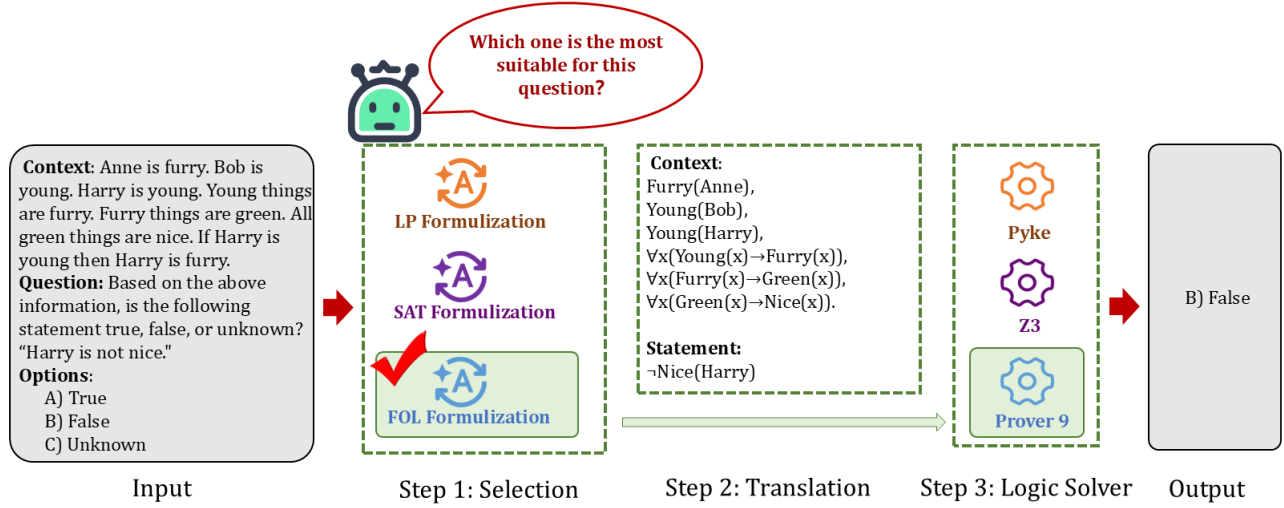 Which one is the most
suitable for this
question?
Context: Anne is furry. Bob is
young. Harry is young. Young things
are furry. Furry things are green. All
green things are nice. If Harry is
young then Harry is furry.
Question: Based on the above
information, is the following
statement true, false, or unknown?
“Harry is not nice."
Options:
A) True
B) False
C) Unknown
Input
A
LP Formulization
A
SAT Formulization
A
FOL Formulization
Step 1: Selection
Context:
Furry(Anne),
Young(Bob),
Young(Harry),
∀x(Young(x)→Furry(x)),
∀x(Furry(x)→Green(x)),
∀x(Green(x)→Nice(x)).
Statement:
¬Nice(Harry)
Step 2: Translation
Pyke
Z3
Prover 9
Step 3: Logic Solver
B) False
Output